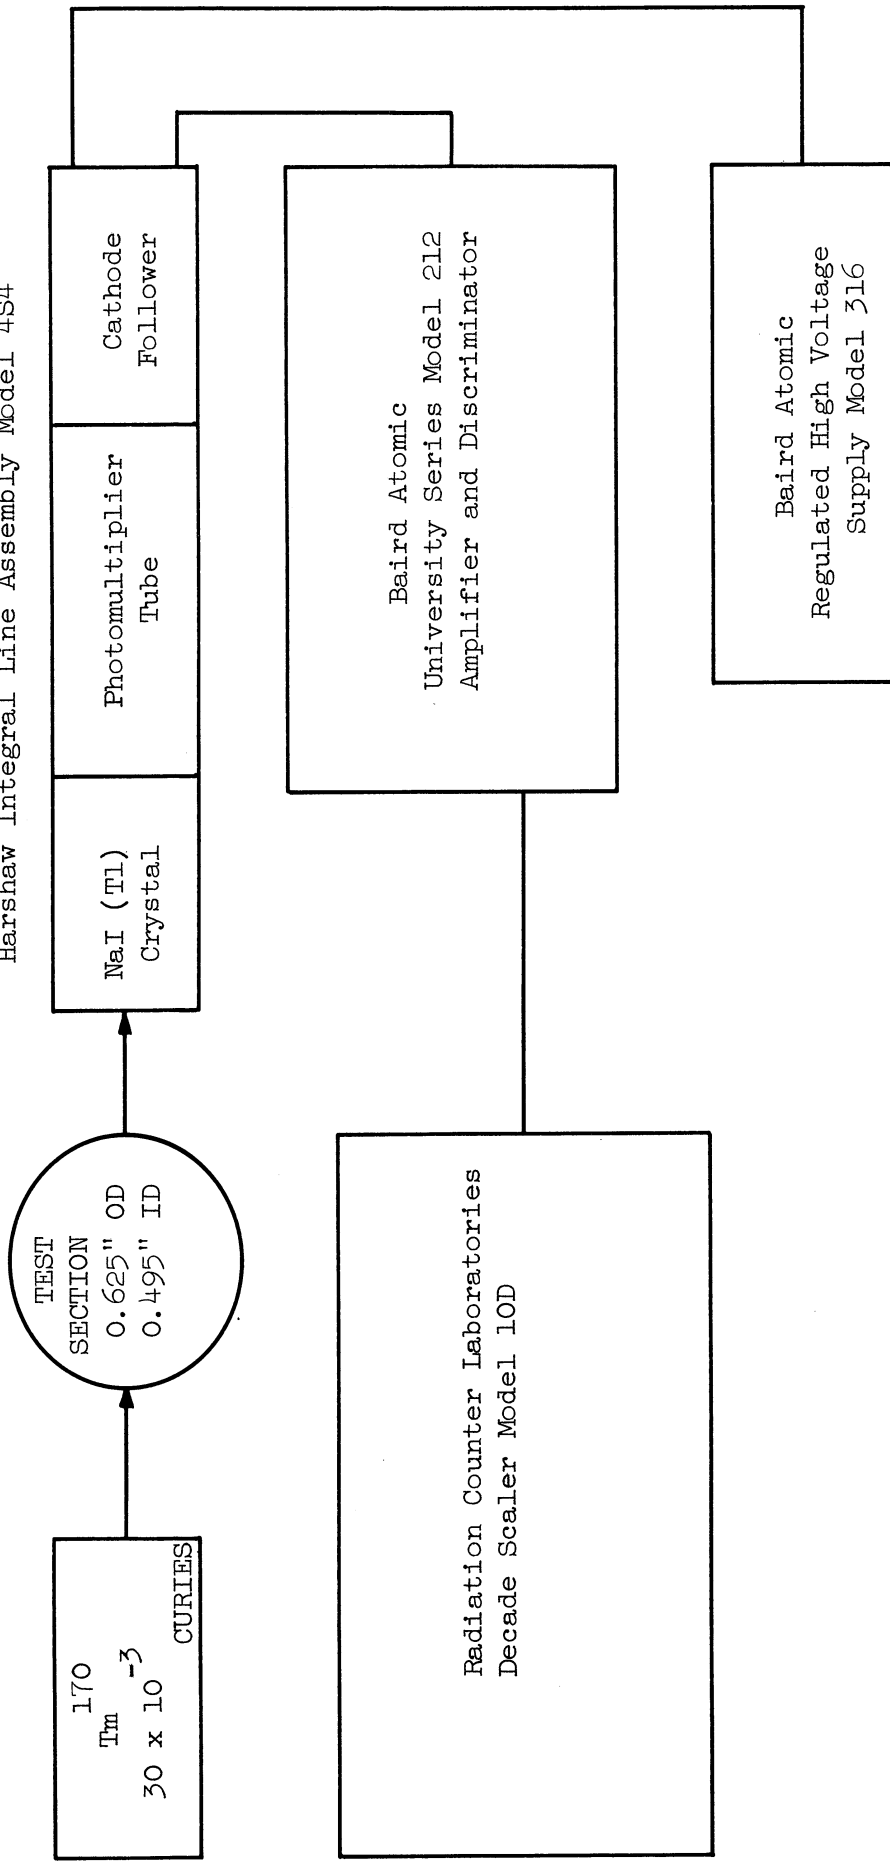 Harshaw Integral Line Assembly Model 4S4
170
Tm
30 x 10 -3
CURIES
TEST
SECTION
0.625" OD
0.495" ID
NaI (Tl)
Crystal
Photomultiplier
Tube
Cathode
Follower
Radiation Counter Laboratories
Decade Scaler Model 10D
Baird Atomic
University Series Model 212
Amplifier and Discriminator
Baird Atomic
Regulated High Voltage
Supply Model 316